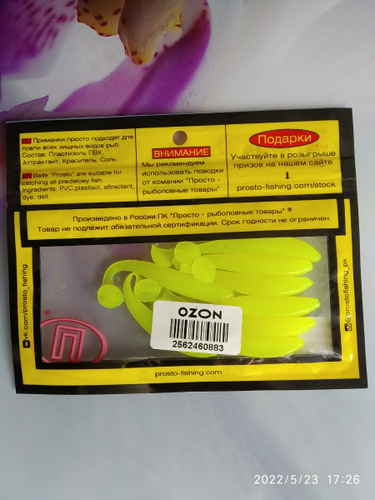 Приманки просто подходят для
ловли всех хищных видов рыб.
Состав: Пластизоль ПВХ,
Аттрактант, Краситель, Соль.
Baits "Prosto" are suitable for
catching all predatory fish.
Ingredients: PVC plastisol, attractant,
dye, salt.
ВНИМАНИЕ
Мы рекомендуем
использовать поводки
от компании "Просто -
рыболовные товары"
Подарки
Участвуйте в розыгрыше
призов на нашем сайте
prosto-fishing.com/stock
Произведено в России ПК "Просто - рыболовные товары" ®
Товар не подлежит обязательной сертификации. Срок годности не ограничен.
vk.com/prosto_fishing
П
OZON
2562460883
prostofishing_pk
prosto-fishing.com
2022/5/23 17:26